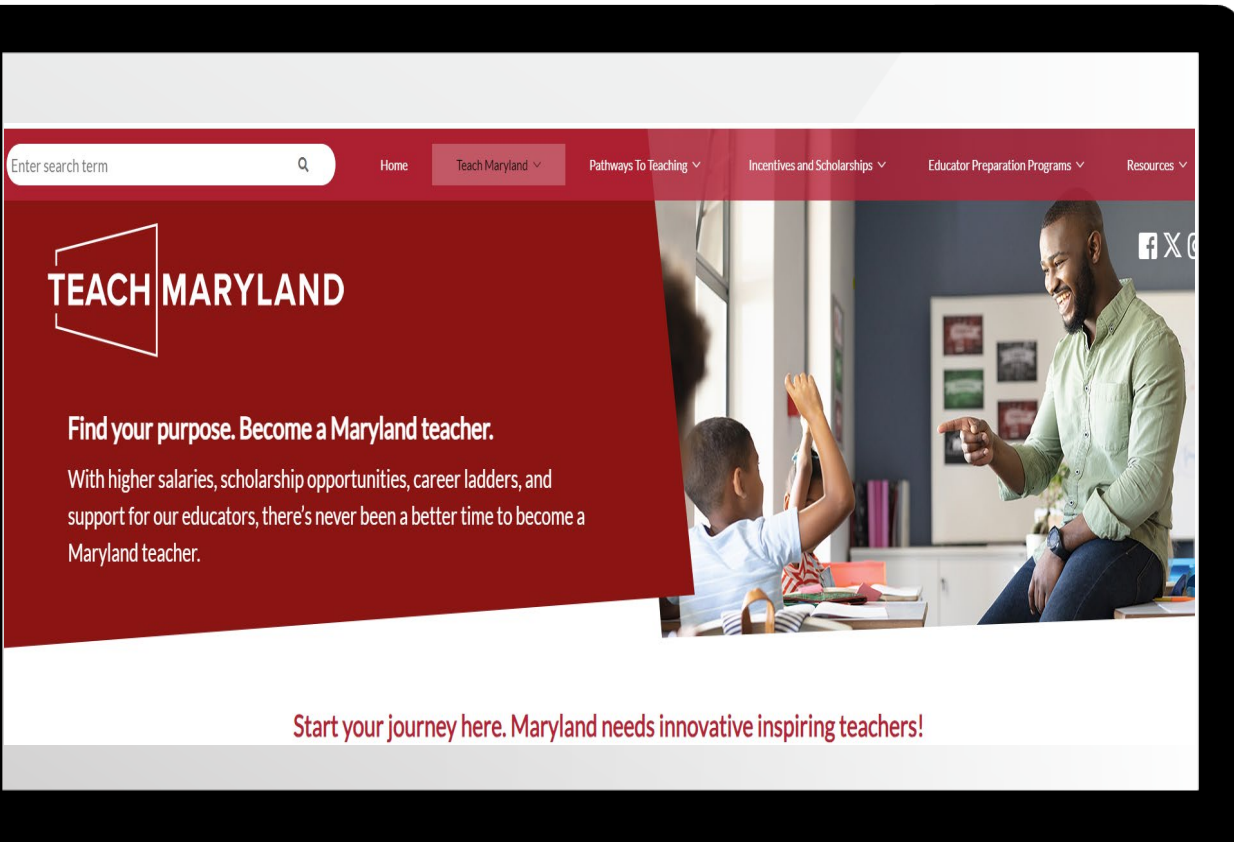 Enter search term
Home
Teach Maryland
Pathways To Teaching
Incentives and Scholarships
Educator Preparation Programs
Resources
TEACH MARYLAND
Find your purpose. Become a Maryland teacher.
With higher salaries, scholarship opportunities, career ladders, and
support for our educators, there's never been a better time to become a
Maryland teacher.
Start your journey here. Maryland needs innovative inspiring teachers!